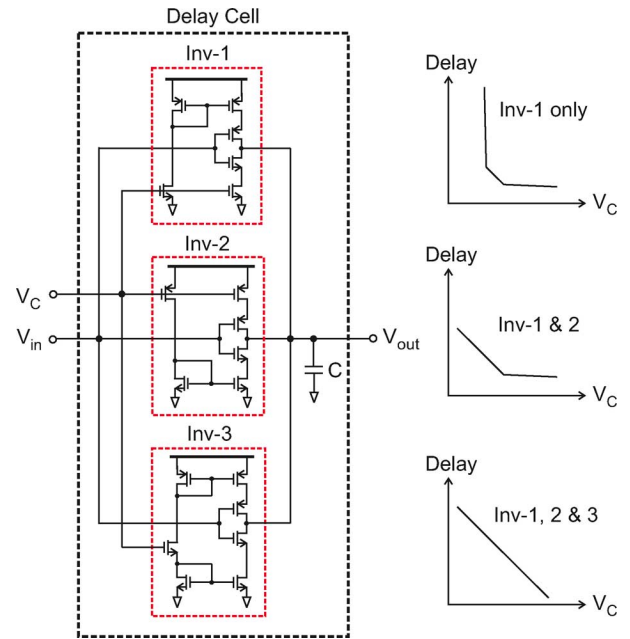 Delay Cell
Inv-1
Inv-2
V_C
V_in
V_out
C
Inv-3
Delay
Inv-1 only
V_C
Delay
Inv-1 & 2
V_C
Delay
Inv-1, 2 & 3
V_C